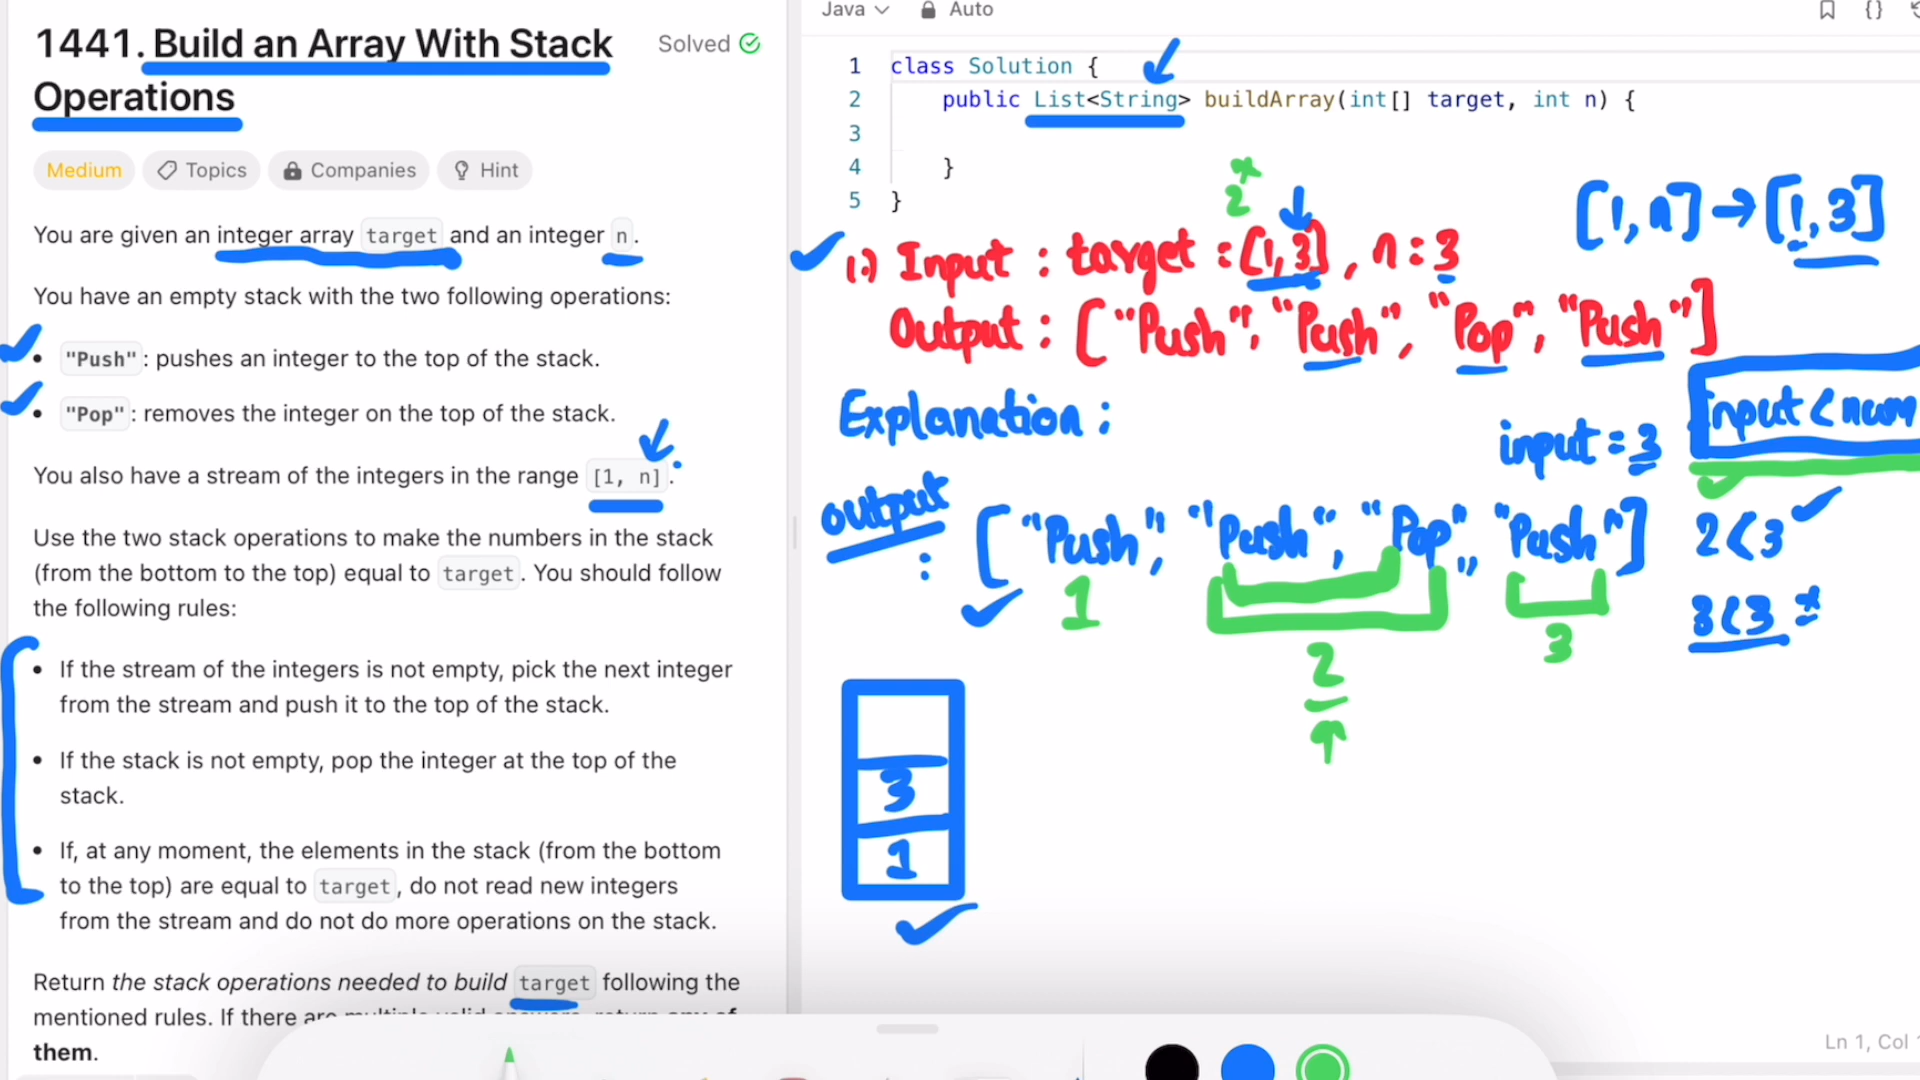 1441. Build an Array With Stack Operations
Solved
Medium
Topics
Companies
Hint
You are given an integer array target and an integer n.
You have an empty stack with the two following operations:
• "Push": pushes an integer to the top of the stack.
• "Pop": removes the integer on the top of the stack.
You also have a stream of the integers in the range [1, n].
Use the two stack operations to make the numbers in the stack
(from the bottom to the top) equal to target. You should follow
the following rules:
• If the stream of the integers is not empty, pick the next integer
from the stream and push it to the top of the stack.
• If the stack is not empty, pop the integer at the top of the
stack.
• If, at any moment, the elements in the stack (from the bottom
to the top) are equal to target, do not read new integers
from the stream and do not do more operations on the stack.
Return the stack operations needed to build target following the
mentioned rules. If there are multiple valid answers, return any of
them.
Java
Auto
1 class Solution {
2 public List<String> buildArray(int[] target, int n) {
3
4 }
5 }
2
[1, n] → [1, 3]
1.) Input : target = [1, 3], n = 3
Output : ["Push", "Push", "Pop", "Push"]
Explanation :
input = 3
input < num
output : ["Push", "Push", "Pop", "Push"]
2 < 3
1
2
3
3 < 3
3
1
Ln 1, Col 1